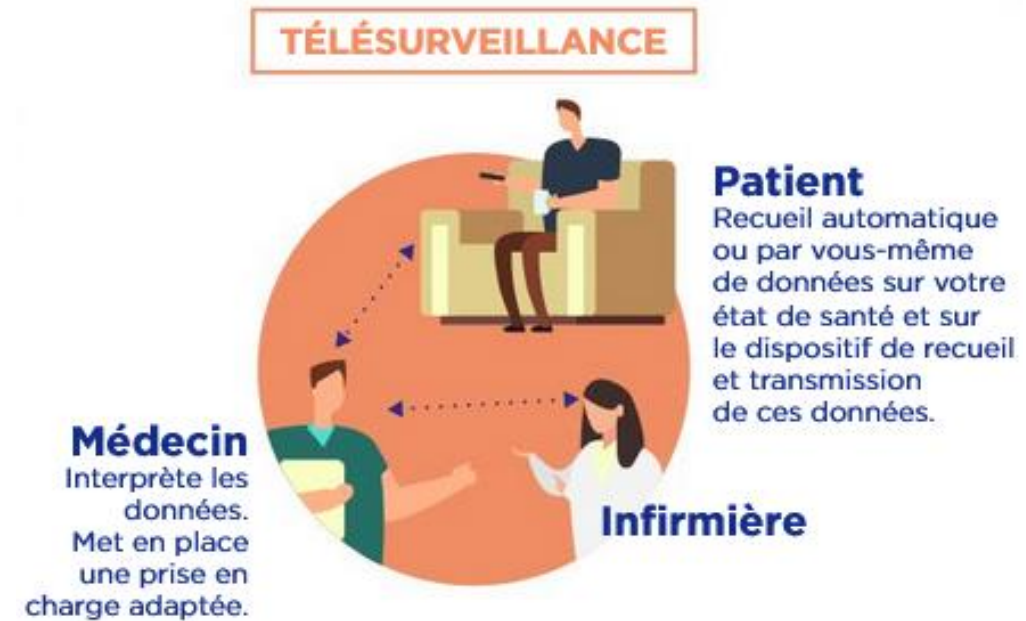 TÉLÉSURVEILLANCE
Patient
Recueil automatique
ou par vous-même
de données sur votre
état de santé et sur
le dispositif de recueil
et transmission
de ces données.
Médecin
Interprète les
données.
Met en place
une prise en
charge adaptée.
Infirmière